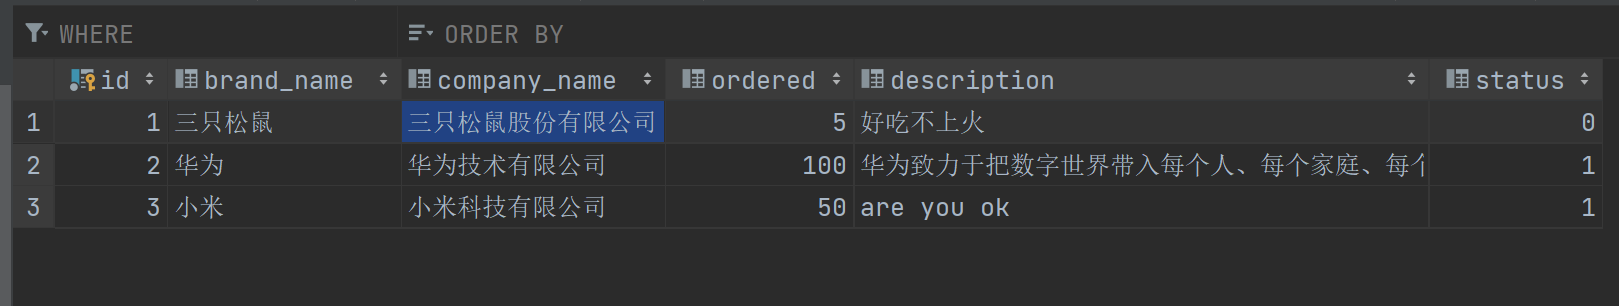 WHERE ORDER BY
id brand_name company_name ordered description status
1 1 三只松鼠 三只松鼠股份有限公司 5 好吃不上火 0
2 2 华为 华为技术有限公司 100 华为致力于把数字世界带入每个人、每个家庭、每个 1
3 3 小米 小米科技有限公司 50 are you ok 1